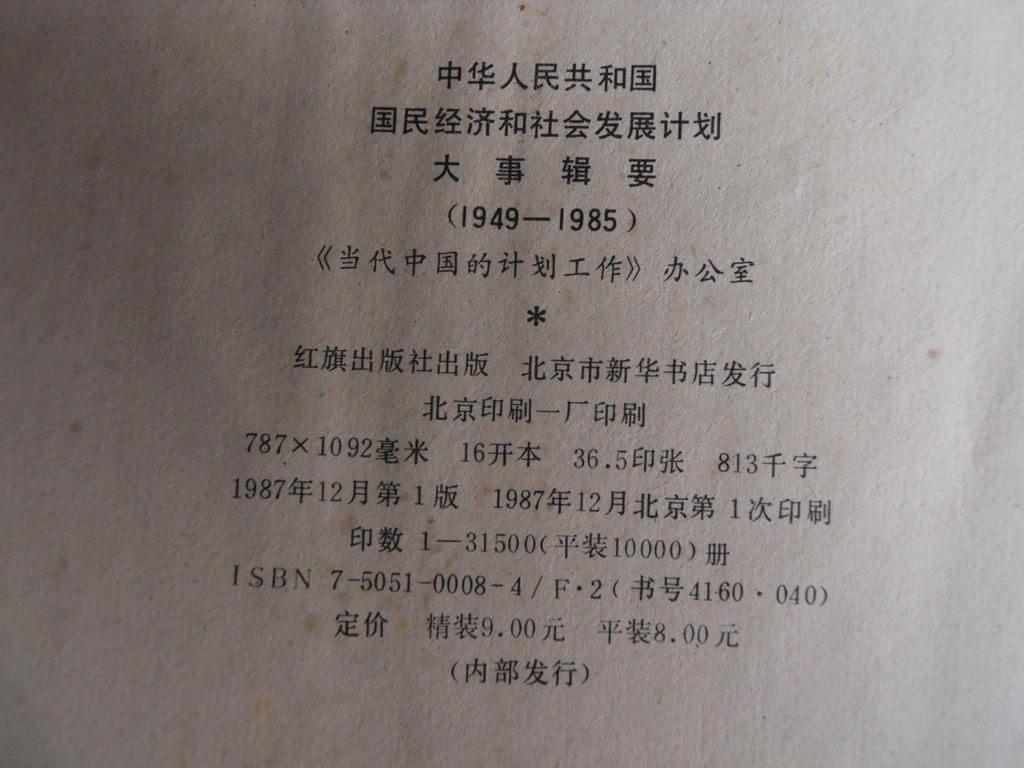 中华人民共和国
国民经济和社会发展计划
大事辑要
(1949—1985)
《当代中国的计划工作》办公室
*
红旗出版社出版 北京市新华书店发行
北京印刷一厂印刷
787×1092毫米 16开本 36.5印张 813千字
1987年12月第1版 1987年12月北京第1次印刷
印数 1—31500(平装10000)册
ISBN 7-5051-0008-4/F·2(书号4160·040)
定价 精装9.00元 平装8.00元
(内部发行)